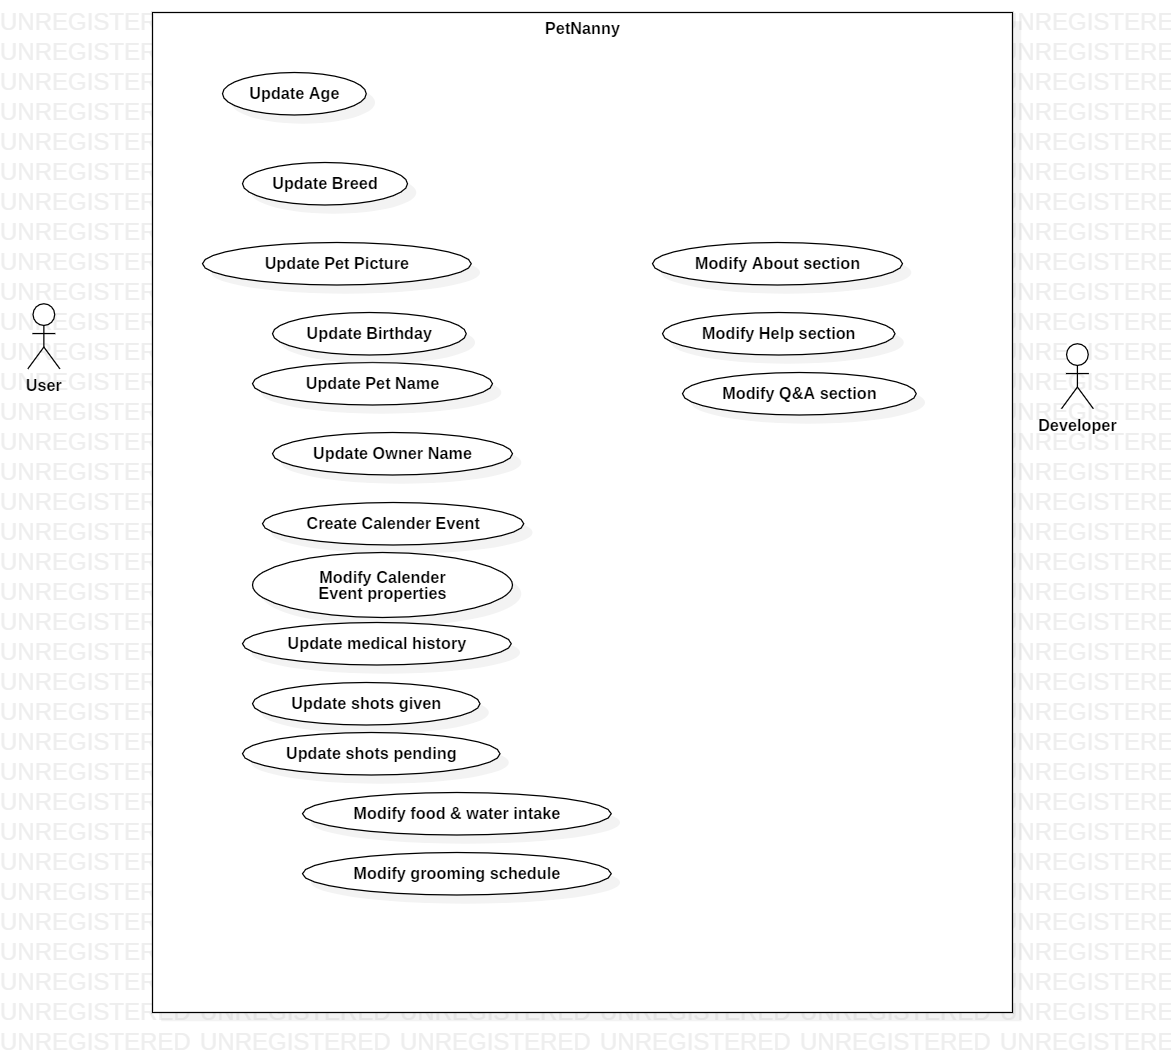 PetNanny
Update Age
Update Breed
Update Pet Picture
Modify About section
Update Birthday
Modify Help section
User
Update Pet Name
Modify Q&A section
Developer
Update Owner Name
Create Calender Event
Modify Calender
Event properties
Update medical history
Update shots given
Update shots pending
Modify food & water intake
Modify grooming schedule
UNREGISTERED UNREGISTERED UNREGISTERED UNREGISTERED UNREGISTERED UNREGISTERE